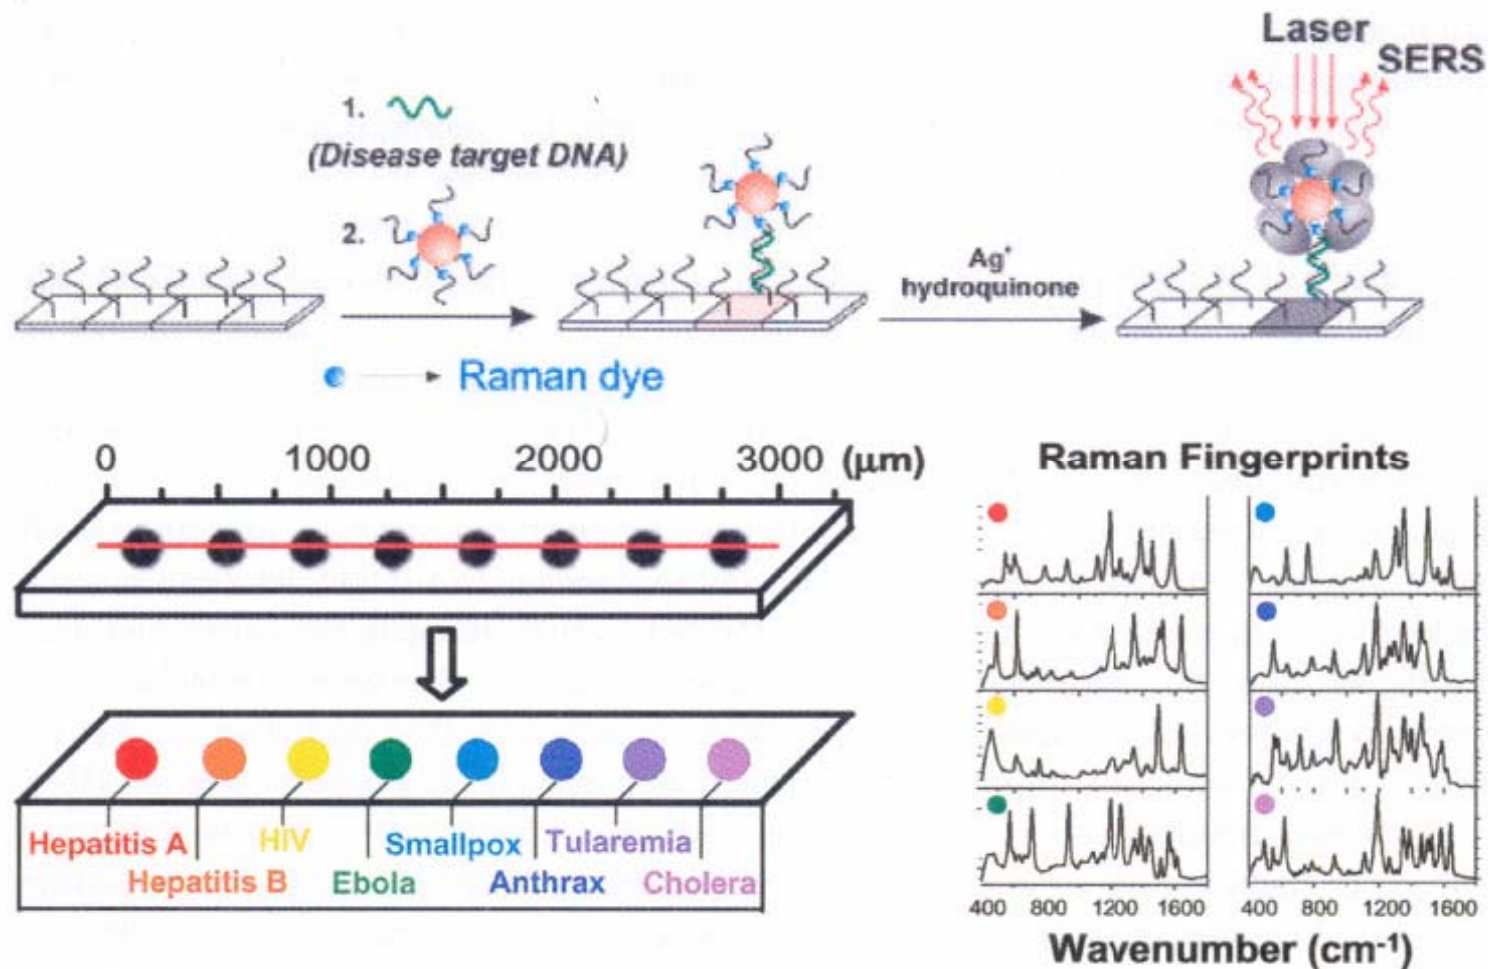 Laser
SERS
1.
(Disease target DNA)
2.
Ag⁺
hydroquinone
Raman dye
0 1000 2000 3000 (μm)
Hepatitis A HIV Smallpox Tularemia
Hepatitis B Ebola Anthrax Cholera
Raman Fingerprints
400 800 1200 1600 400 800 1200 1600
Wavenumber (cm⁻¹)